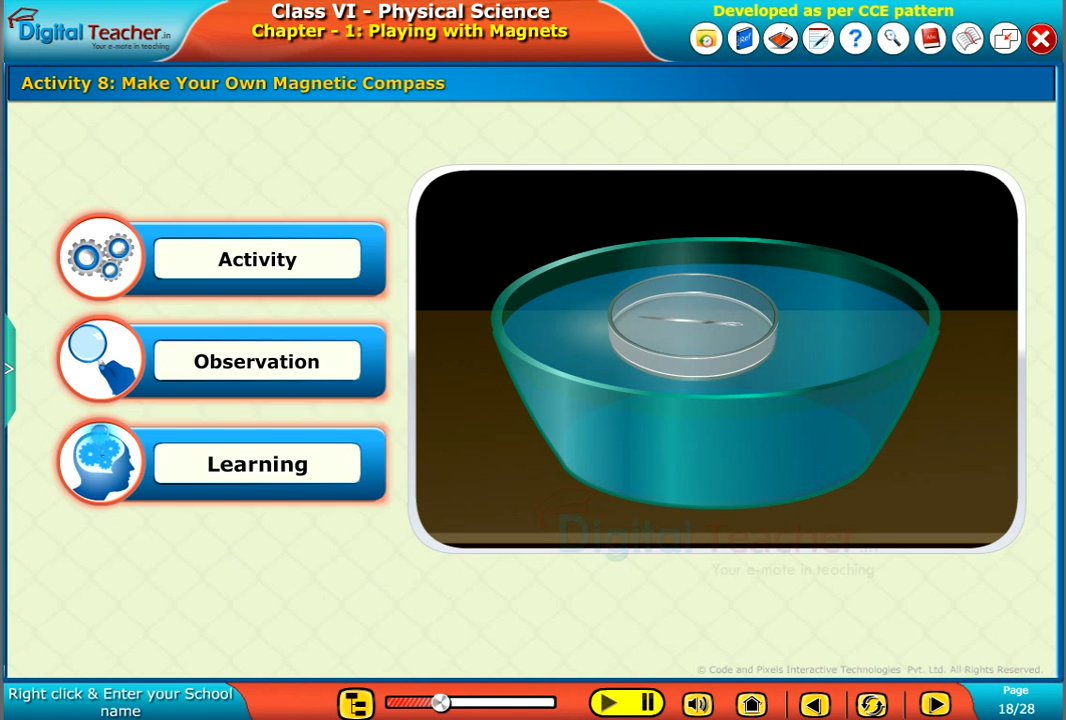 Digital Teacher.in
Your e-mate in teaching
Class VI - Physical Science
Chapter - 1: Playing with Magnets
Developed as per CCE pattern
Activity 8: Make Your Own Magnetic Compass
Activity
Observation
Learning
Digital Teacher.in
Your e-mate in teaching
© Code and Pixels Interactive Technologies Pvt. Ltd. All Rights Reserved.
Right click & Enter your School
name
Page
18/28